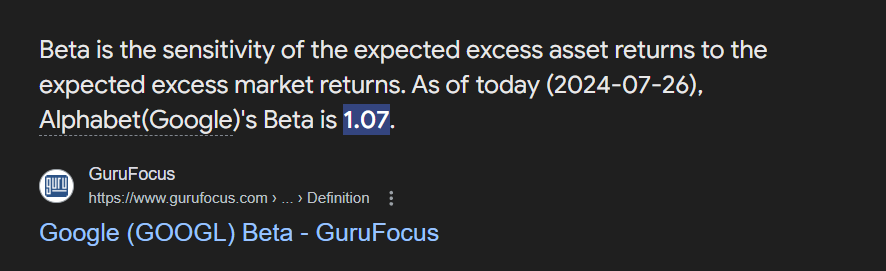 Beta is the sensitivity of the expected excess asset returns to the
expected excess market returns. As of today (2024-07-26),
Alphabet(Google)'s Beta is 1.07.
guru
GuruFocus
https://www.gurufocus.com › ... › Definition
Google (GOOGL) Beta - GuruFocus